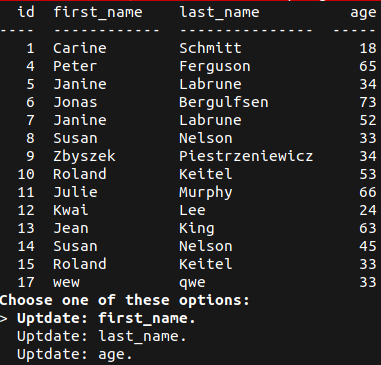 id  first_name    last_name         age
----  ------------  ---------------  -----
1  Carine        Schmitt            18
4  Peter         Ferguson           65
5  Janine        Labrune            34
6  Jonas         Bergulfsen         73
7  Janine        Labrune            52
8  Susan         Nelson             33
9  Zbyszek       Piestrzeniewicz    34
10  Roland        Keitel             53
11  Julie         Murphy             66
12  Kwai          Lee                24
13  Jean          King               63
14  Susan         Nelson             45
15  Roland        Keitel             33
17  wew           qwe                33
Choose one of these options:
> Uptdate: first_name.
Uptdate: last_name.
Uptdate: age.